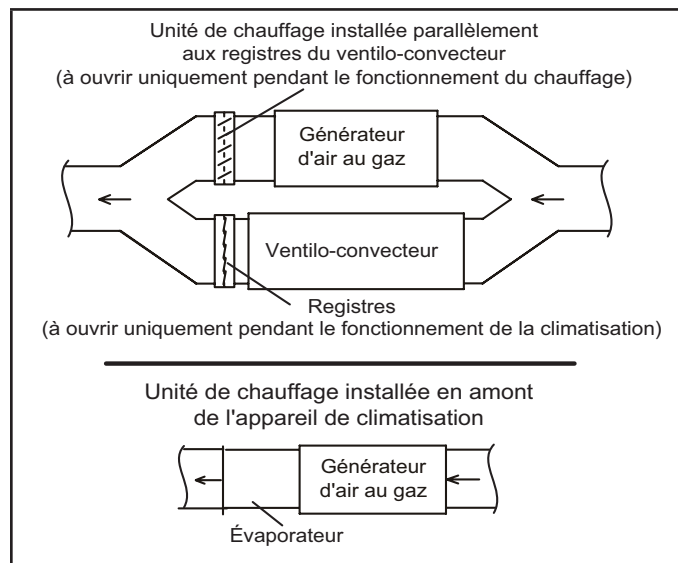 Unité de chauffage installée parallèlement
aux registres du ventilo-convecteur
(à ouvrir uniquement pendant le fonctionnement du chauffage)
Générateur
d'air au gaz
Ventilo-convecteur
Registres
(à ouvrir uniquement pendant le fonctionnement de la climatisation)
Unité de chauffage installée en amont
de l'appareil de climatisation
Générateur
d'air au gaz
Évaporateur